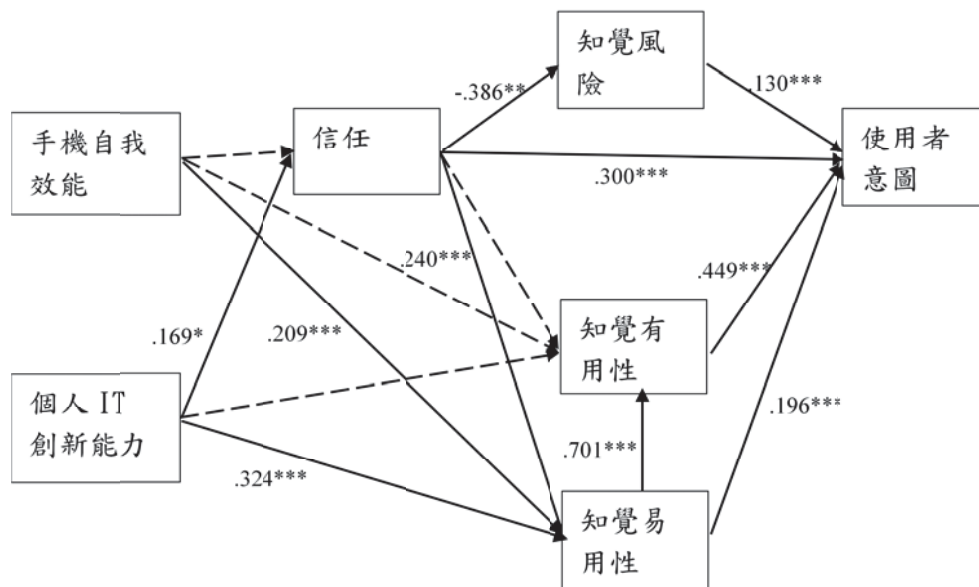 知覺風
險
-.386**
.130***
手機自我
效能
信任
使用者
意圖
.300***
.240***
.449***
.169*
.209***
知覺有
用性
個人 IT
創新能力
.196***
.701***
.324***
知覺易
用性